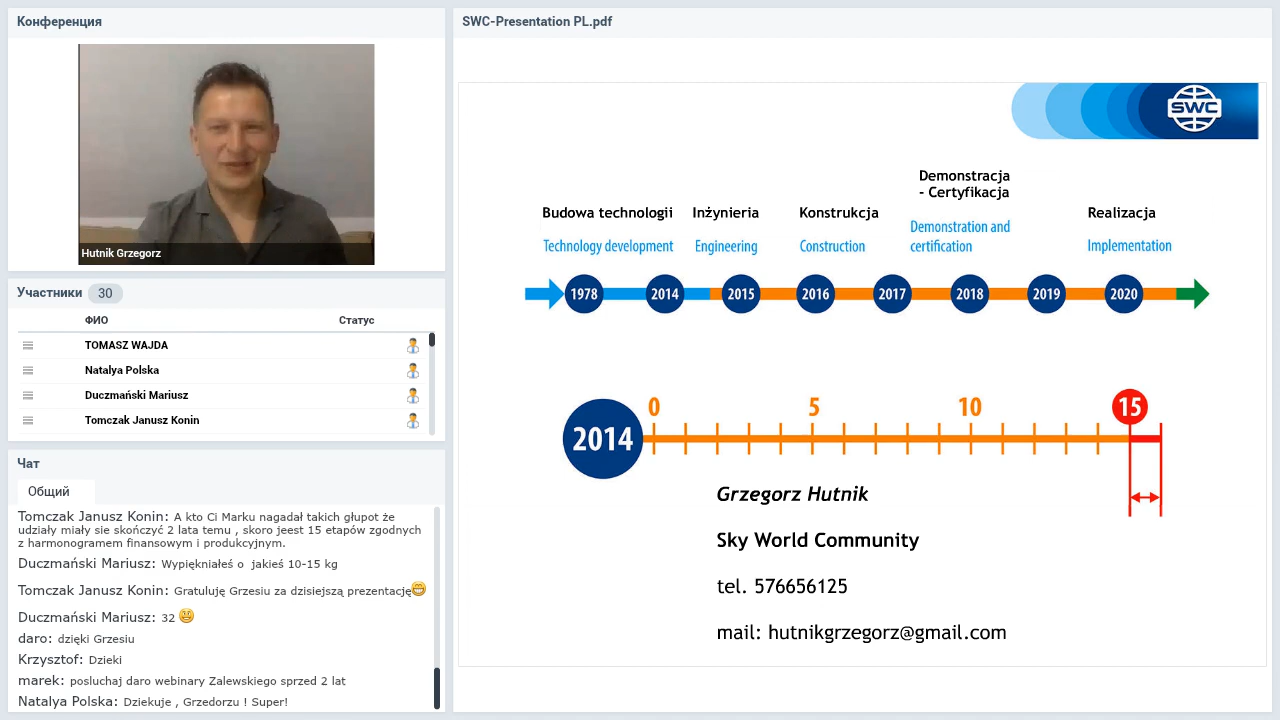 Конференция
Hutnik Grzegorz
Участники 30
ФИО Статус
TOMASZ WAJDA
Natalya Polska
Duczmański Mariusz
Tomczak Janusz Konin
Чат
Общий
Tomczak Janusz Konin: A kto Ci Marku nagadał takich głupot że
udziały miały sie skończyć 2 lata temu , skoro jeest 15 etapów zgodnych
z harmonogramem finansowym i produkcyjnym.
Duczmański Mariusz: Wypiękniałeś o jakieś 10-15 kg
Tomczak Janusz Konin: Gratuluję Grzesiu za dzisiejszą prezentację
Duczmański Mariusz: 32
daro: dzięki Grzesiu
Krzysztof: Dzieki
marek: posluchaj daro webinary Zalewskiego sprzed 2 lat
Natalya Polska: Dziekuje , Grzedorzu ! Super!
SWC-Presentation PL.pdf
SWC
Demonstracja
- Certyfikacja
Budowa technologii Inżynieria Konstrukcja Realizacja
Demonstration and
certification
Technology development Engineering Construction Implementation
1978 2014 2015 2016 2017 2018 2019 2020
0 5 10 15
2014
Grzegorz Hutnik
Sky World Community
tel. 576656125
mail: hutnikgrzegorz@gmail.com